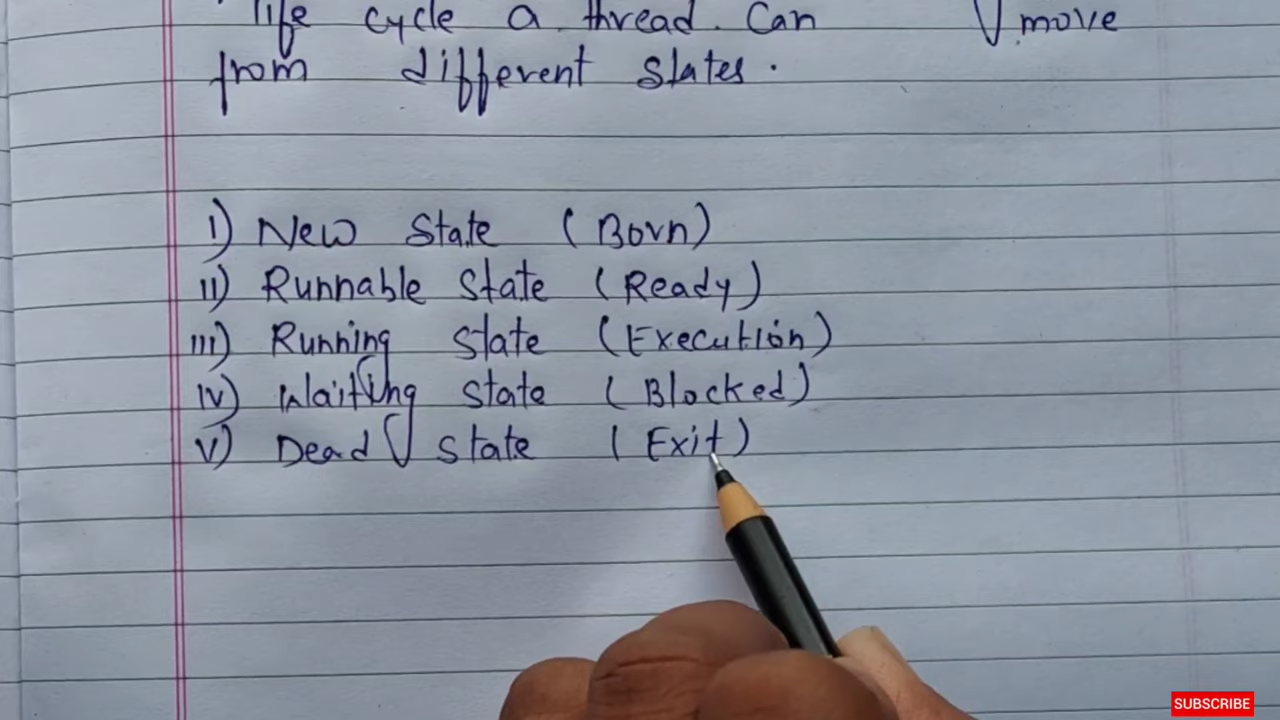 life cycle a thread can move
from different states.
I) New State (Born)
II) Runnable state (Ready)
III) Running state (Execution)
IV) Waiting state (Blocked)
V) Dead state (Exit)
SUBSCRIBE